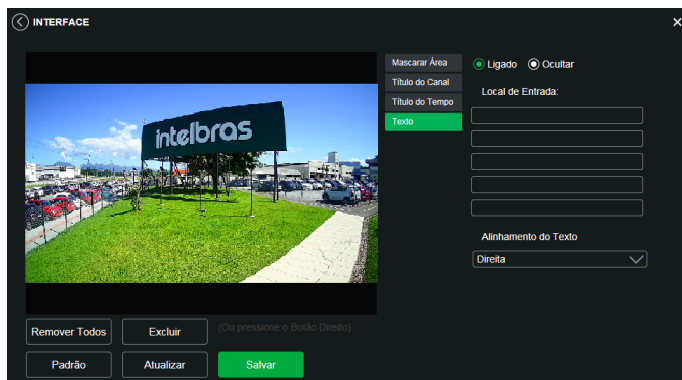 INTERFACE
intelbras
Mascarar Área
Título do Canal
Título do Tempo
Texto
Ligado
Ocultar
Local de Entrada:
Alinhamento do Texto
Direita
Remover Todos
Excluir
(Ou pressione o Botão Direito)
Padrão
Atualizar
Salvar